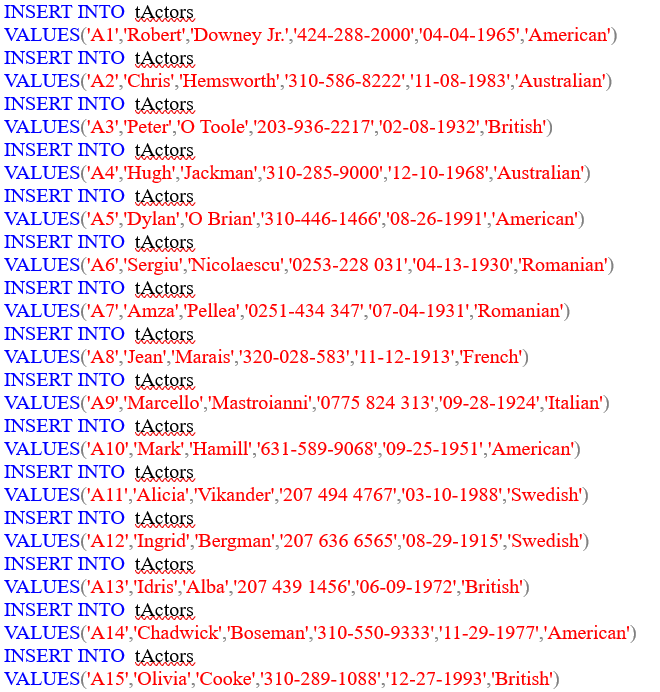 INSERT INTO tActors
VALUES('A1','Robert','Downey Jr.','424-288-2000','04-04-1965','American')
INSERT INTO tActors
VALUES('A2','Chris','Hemsworth','310-586-8222','11-08-1983','Australian')
INSERT INTO tActors
VALUES('A3','Peter','O Toole','203-936-2217','02-08-1932','British')
INSERT INTO tActors
VALUES('A4','Hugh','Jackman','310-285-9000','12-10-1968','Australian')
INSERT INTO tActors
VALUES('A5','Dylan','O Brian','310-446-1466','08-26-1991','American')
INSERT INTO tActors
VALUES('A6','Sergiu','Nicolaescu','0253-228 031','04-13-1930','Romanian')
INSERT INTO tActors
VALUES('A7','Amza','Pellea','0251-434 347','07-04-1931','Romanian')
INSERT INTO tActors
VALUES('A8','Jean','Marais','320-028-583','11-12-1913','French')
INSERT INTO tActors
VALUES('A9','Marcello','Mastroianni','0775 824 313','09-28-1924','Italian')
INSERT INTO tActors
VALUES('A10','Mark','Hamill','631-589-9068','09-25-1951','American')
INSERT INTO tActors
VALUES('A11','Alicia','Vikander','207 494 4767','03-10-1988','Swedish')
INSERT INTO tActors
VALUES('A12','Ingrid','Bergman','207 636 6565','08-29-1915','Swedish')
INSERT INTO tActors
VALUES('A13','Idris','Alba','207 439 1456','06-09-1972','British')
INSERT INTO tActors
VALUES('A14','Chadwick','Boseman','310-550-9333','11-29-1977','American')
INSERT INTO tActors
VALUES('A15','Olivia','Cooke','310-289-1088','12-27-1993','British')